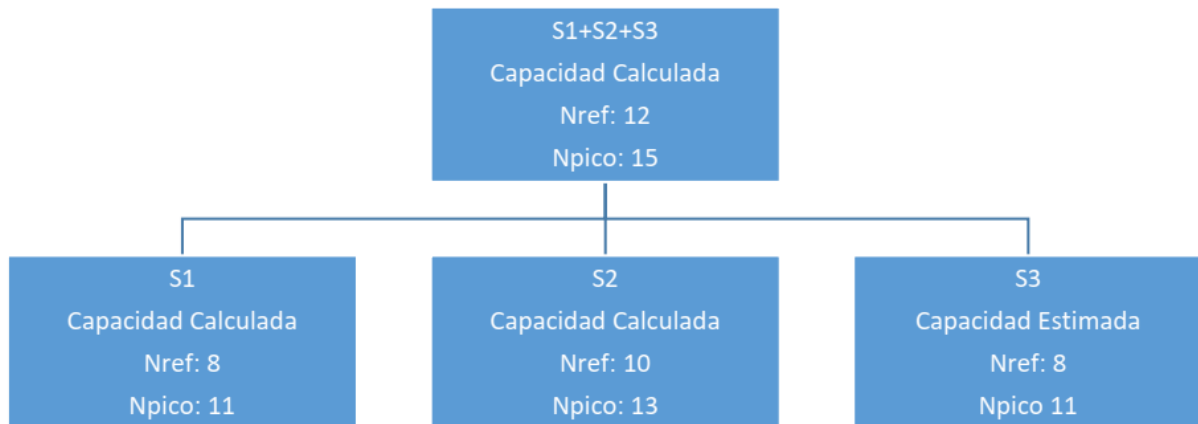 S1+S2+S3
Capacidad Calculada
Nref: 12
Npico: 15
S1
Capacidad Calculada
Nref: 8
Npico: 11
S2
Capacidad Calculada
Nref: 10
Npico: 13
S3
Capacidad Estimada
Nref: 8
Npico 11